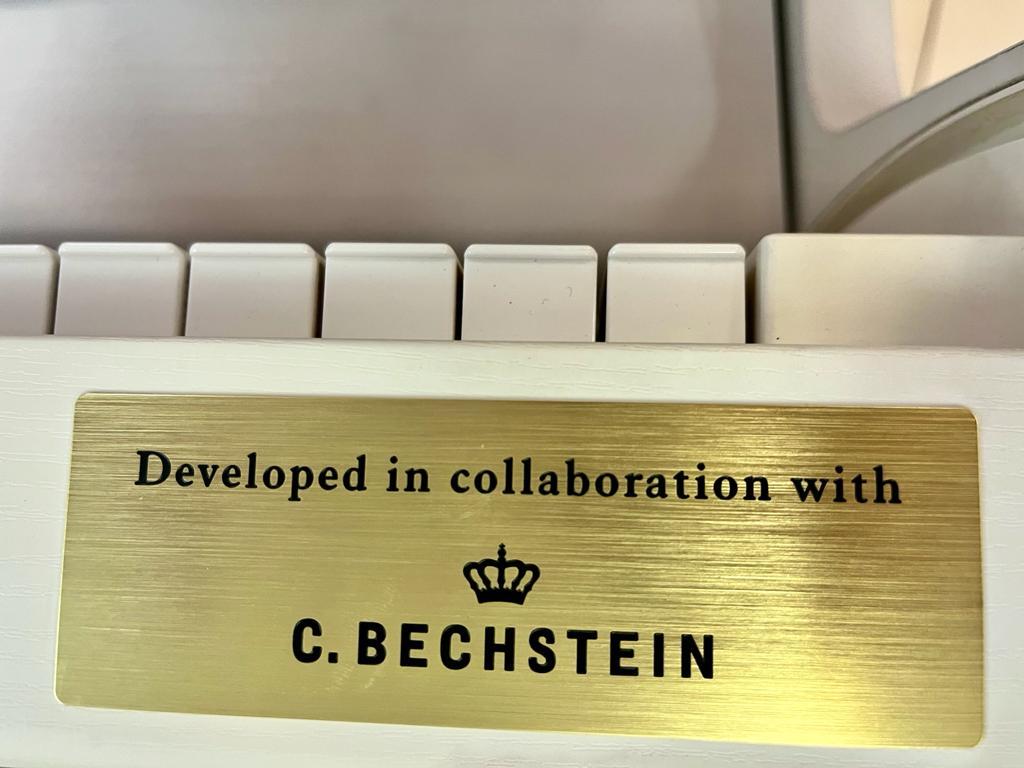 Developed in collaboration with
C. BECHSTEIN